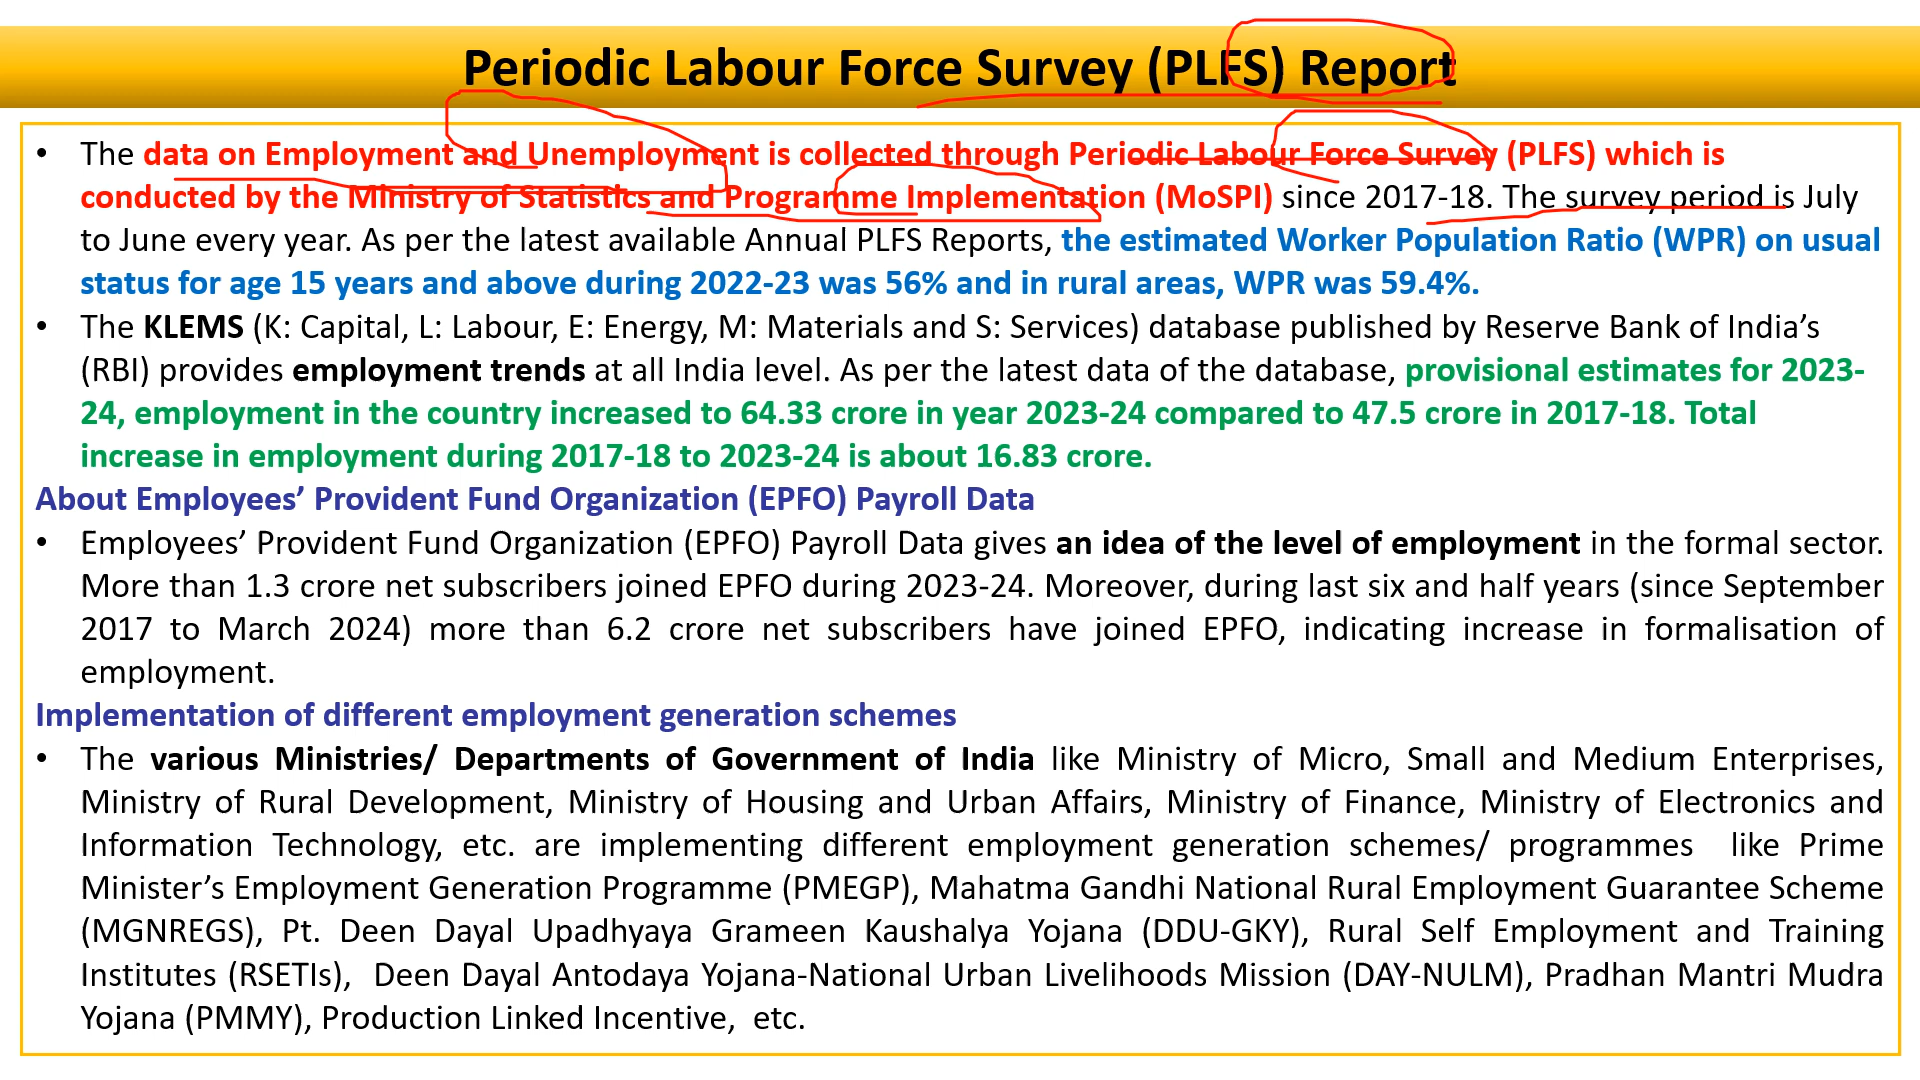 Periodic Labour Force Survey (PLFS) Report
• The data on Employment and Unemployment is collected through Periodic Labour Force Survey (PLFS) which is
conducted by the Ministry of Statistics and Programme Implementation (MoSPI) since 2017-18. The survey period is July
to June every year. As per the latest available Annual PLFS Reports, the estimated Worker Population Ratio (WPR) on usual
status for age 15 years and above during 2022-23 was 56% and in rural areas, WPR was 59.4%.
• The KLEMS (K: Capital, L: Labour, E: Energy, M: Materials and S: Services) database published by Reserve Bank of India’s
(RBI) provides employment trends at all India level. As per the latest data of the database, provisional estimates for 2023-
24, employment in the country increased to 64.33 crore in year 2023-24 compared to 47.5 crore in 2017-18. Total
increase in employment during 2017-18 to 2023-24 is about 16.83 crore.
About Employees’ Provident Fund Organization (EPFO) Payroll Data
• Employees’ Provident Fund Organization (EPFO) Payroll Data gives an idea of the level of employment in the formal sector.
More than 1.3 crore net subscribers joined EPFO during 2023-24. Moreover, during last six and half years (since September
2017 to March 2024) more than 6.2 crore net subscribers have joined EPFO, indicating increase in formalisation of
employment.
Implementation of different employment generation schemes
• The various Ministries/ Departments of Government of India like Ministry of Micro, Small and Medium Enterprises,
Ministry of Rural Development, Ministry of Housing and Urban Affairs, Ministry of Finance, Ministry of Electronics and
Information Technology, etc. are implementing different employment generation schemes/ programmes like Prime
Minister’s Employment Generation Programme (PMEGP), Mahatma Gandhi National Rural Employment Guarantee Scheme
(MGNREGS), Pt. Deen Dayal Upadhyaya Grameen Kaushalya Yojana (DDU-GKY), Rural Self Employment and Training
Institutes (RSETIs), Deen Dayal Antodaya Yojana-National Urban Livelihoods Mission (DAY-NULM), Pradhan Mantri Mudra
Yojana (PMMY), Production Linked Incentive, etc.